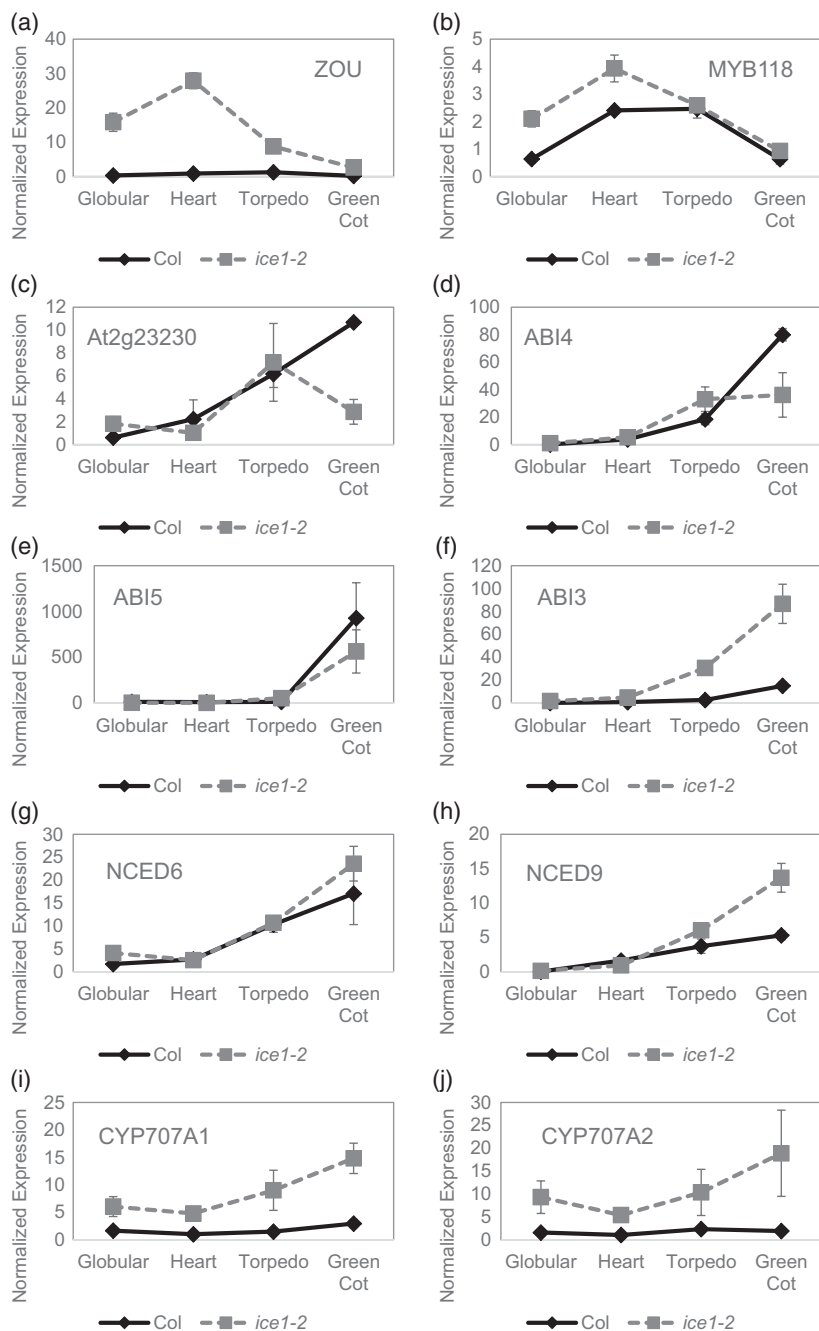 (a)
Normalized Expression
40
30
20
10
0
ZOU
Globular Heart Torpedo Green Cot
Col ice1-2
(b)
Normalized Expression
5
4
3
2
1
0
MYB118
Globular Heart Torpedo Green Cot
Col ice1-2
(c)
Normalized Expression
12
10
8
6
4
2
0
At2g23230
Globular Heart Torpedo Green Cot
Col ice1-2
(d)
Normalized Expression
100
80
60
40
20
0
ABI4
Globular Heart Torpedo Green Cot
Col ice1-2
(e)
Normalized Expression
1500
1000
500
0
ABI5
Globular Heart Torpedo Green Cot
Col ice1-2
(f)
Normalized Expression
120
100
80
60
40
20
0
ABI3
Globular Heart Torpedo Green Cot
Col ice1-2
(g)
Normalized Expression
30
25
20
15
10
5
0
NCED6
Globular Heart Torpedo Green Cot
Col ice1-2
(h)
Normalized Expression
20
15
10
5
0
NCED9
Globular Heart Torpedo Green Cot
Col ice1-2
(i)
Normalized Expression
25
20
15
10
5
0
CYP707A1
Globular Heart Torpedo Green Cot
Col ice1-2
(j)
Normalized Expression
30
25
20
15
10
5
0
CYP707A2
Globular Heart Torpedo Green Cot
Col ice1-2